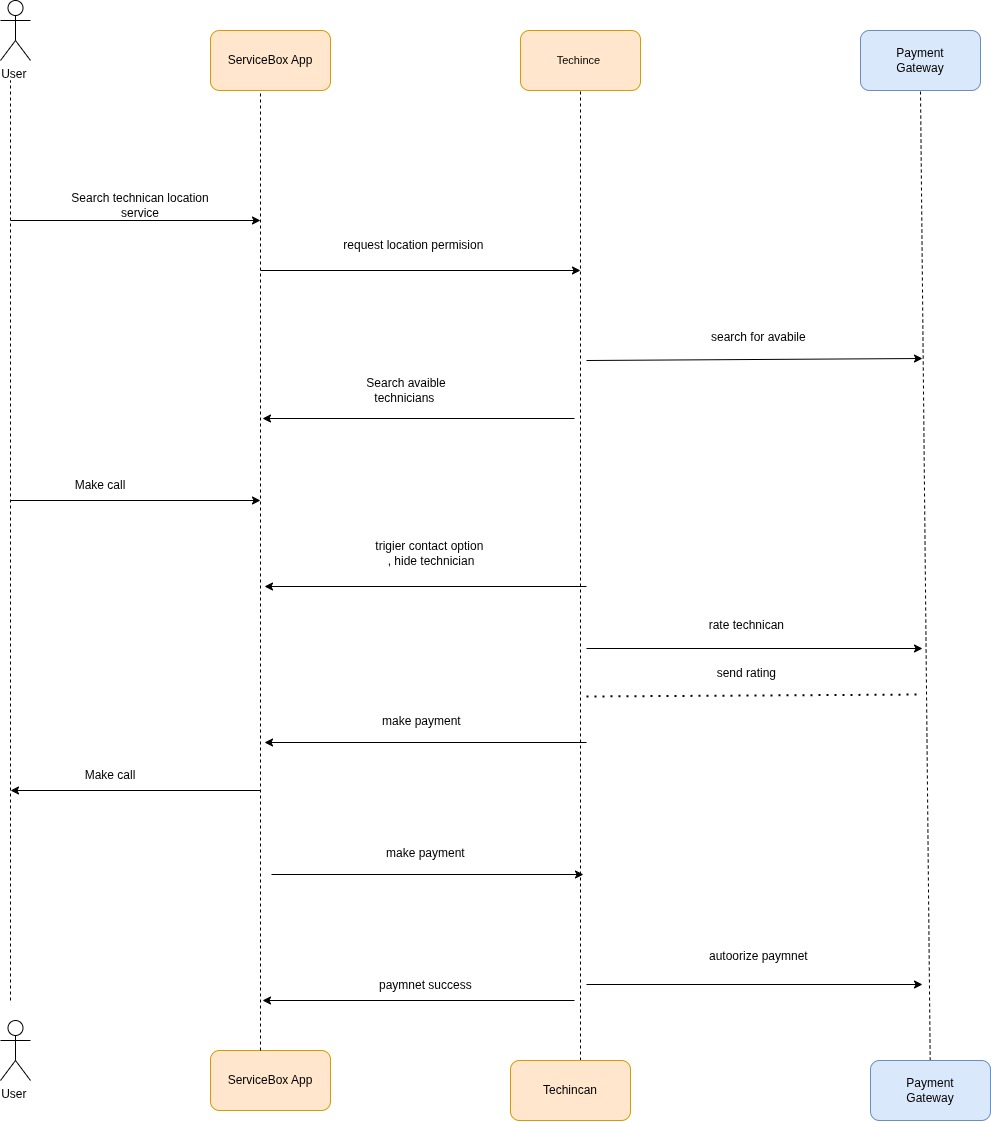 User
ServiceBox App
Techince
Payment
Gateway
Search technican location
service
request location permision
search for avabile
Search avaible
technicians
Make call
trigier contact option
, hide technician
rate technican
send rating
make payment
Make call
make payment
autoorize paymnet
paymnet success
User
ServiceBox App
Techincan
Payment
Gateway